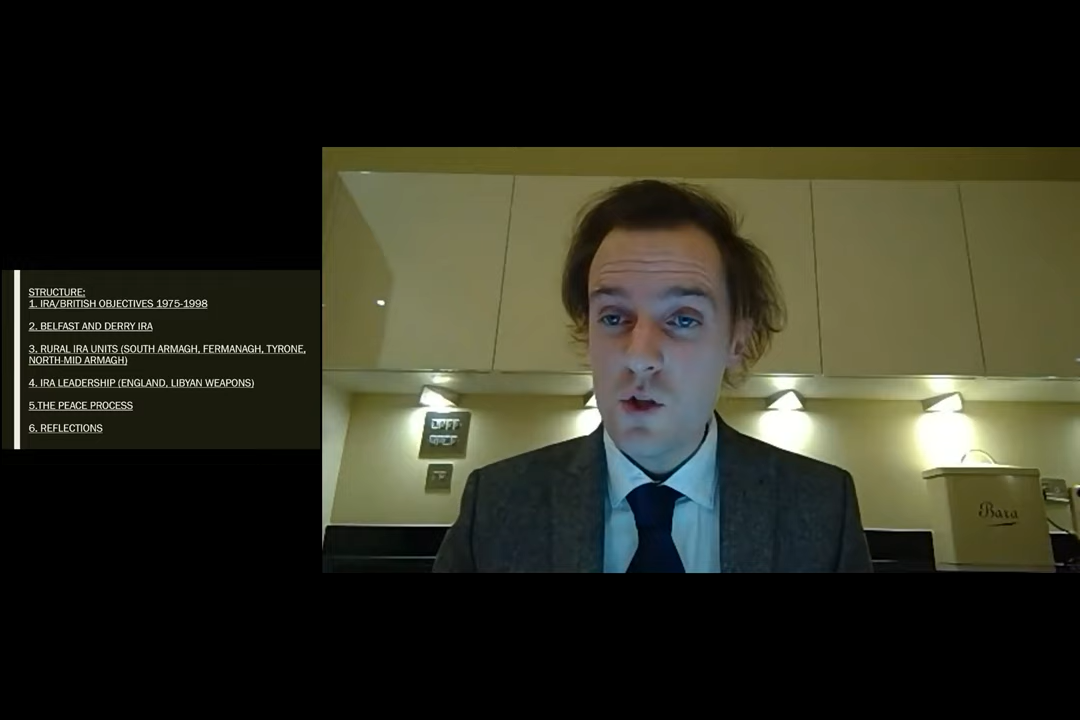 STRUCTURE:
1. IRA/BRITISH OBJECTIVES 1975-1998
2. BELFAST AND DERRY IRA
3. RURAL IRA UNITS (SOUTH ARMAGH, FERMANAGH, TYRONE,
NORTH-MID ARMAGH)
4. IRA LEADERSHIP (ENGLAND, LIBYAN WEAPONS)
5.THE PEACE PROCESS
6. REFLECTIONS
Bara